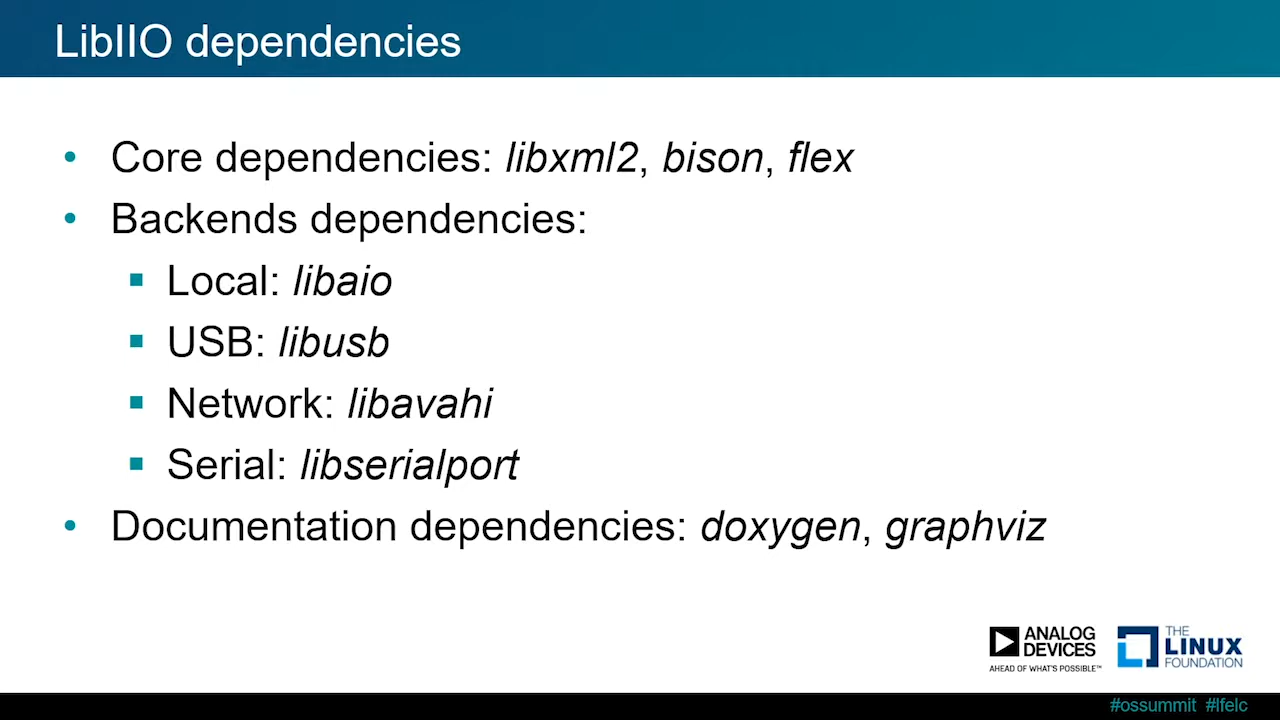 LibIIO dependencies
• Core dependencies: libxml2, bison, flex
• Backends dependencies:
▪ Local: libaio
▪ USB: libusb
▪ Network: libavahi
▪ Serial: libserialport
• Documentation dependencies: doxygen, graphviz
ANALOG
DEVICES
AHEAD OF WHAT'S POSSIBLE™
THE
LINUX
FOUNDATION
#ossummit #lfelc